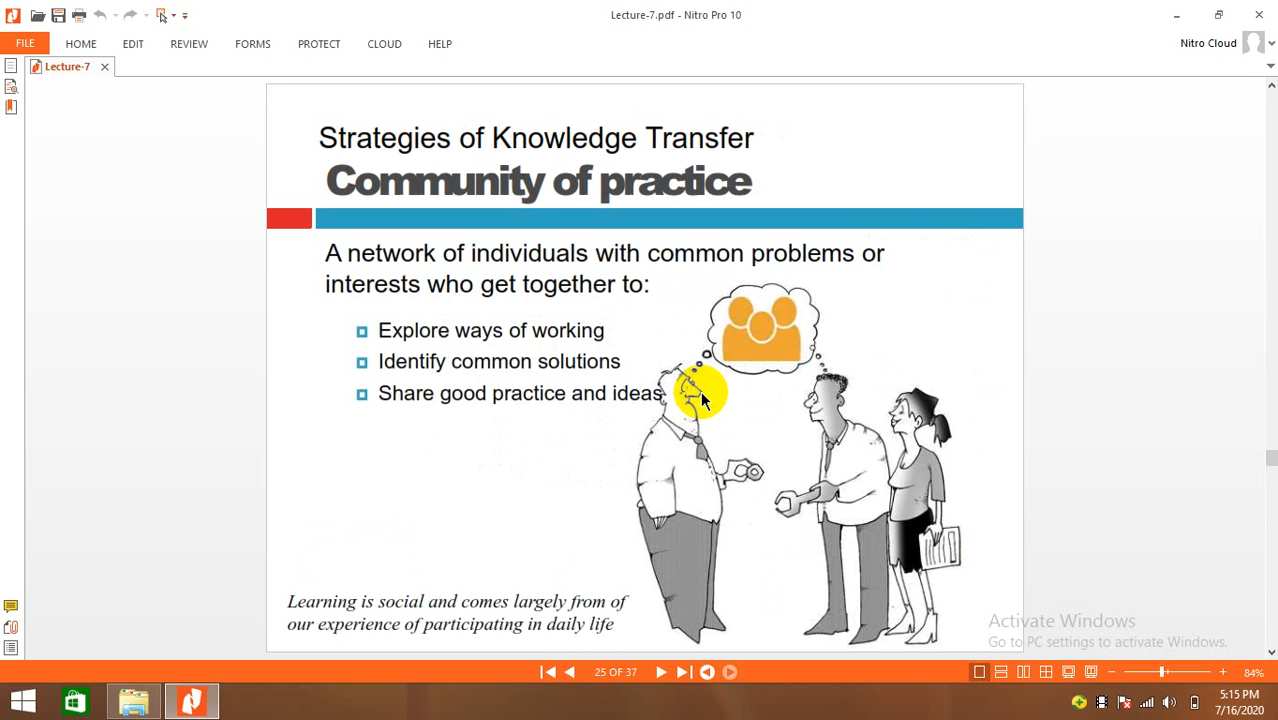 Lecture-7.pdf - Nitro Pro 10
FILE HOME EDIT REVIEW FORMS PROTECT CLOUD HELP Nitro Cloud
Lecture-7
Strategies of Knowledge Transfer
Community of practice
A network of individuals with common problems or
interests who get together to:
Explore ways of working
Identify common solutions
Share good practice and ideas
Learning is social and comes largely from of
our experience of participating in daily life
Activate Windows
Go to PC settings to activate Windows.
25 OF 37 84%
5:15 PM
7/16/2020